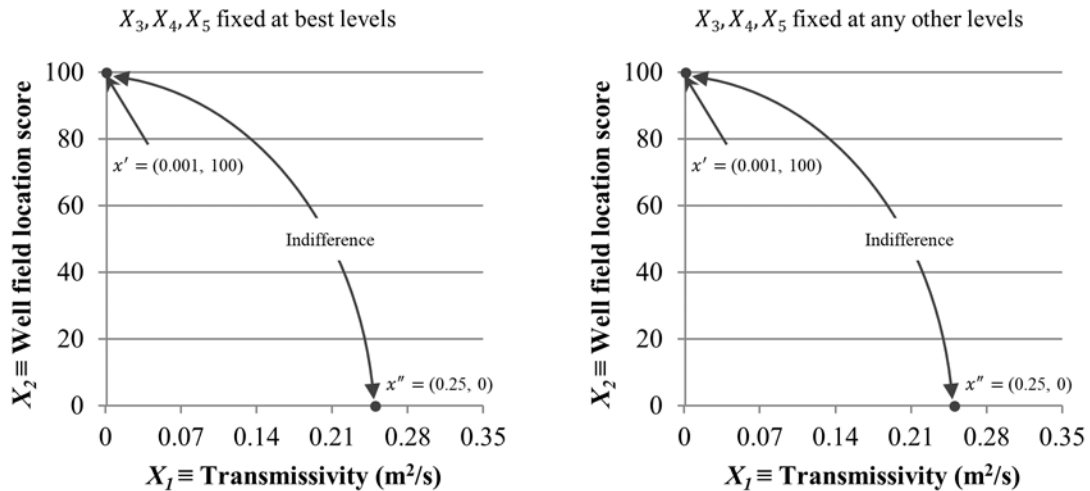 X₃, X₄, X₅ fixed at best levels
X₂ ≡ Well field location score
100
80
60
40
20
0
x′ = (0.001, 100)
Indifference
x″ = (0.25, 0)
0 0.07 0.14 0.21 0.28 0.35
X₁ ≡ Transmissivity (m²/s)
X₃, X₄, X₅ fixed at any other levels
X₂ ≡ Well field location score
100
80
60
40
20
0
x′ = (0.001, 100)
Indifference
x″ = (0.25, 0)
0 0.07 0.14 0.21 0.28 0.35
X₁ ≡ Transmissivity (m²/s)